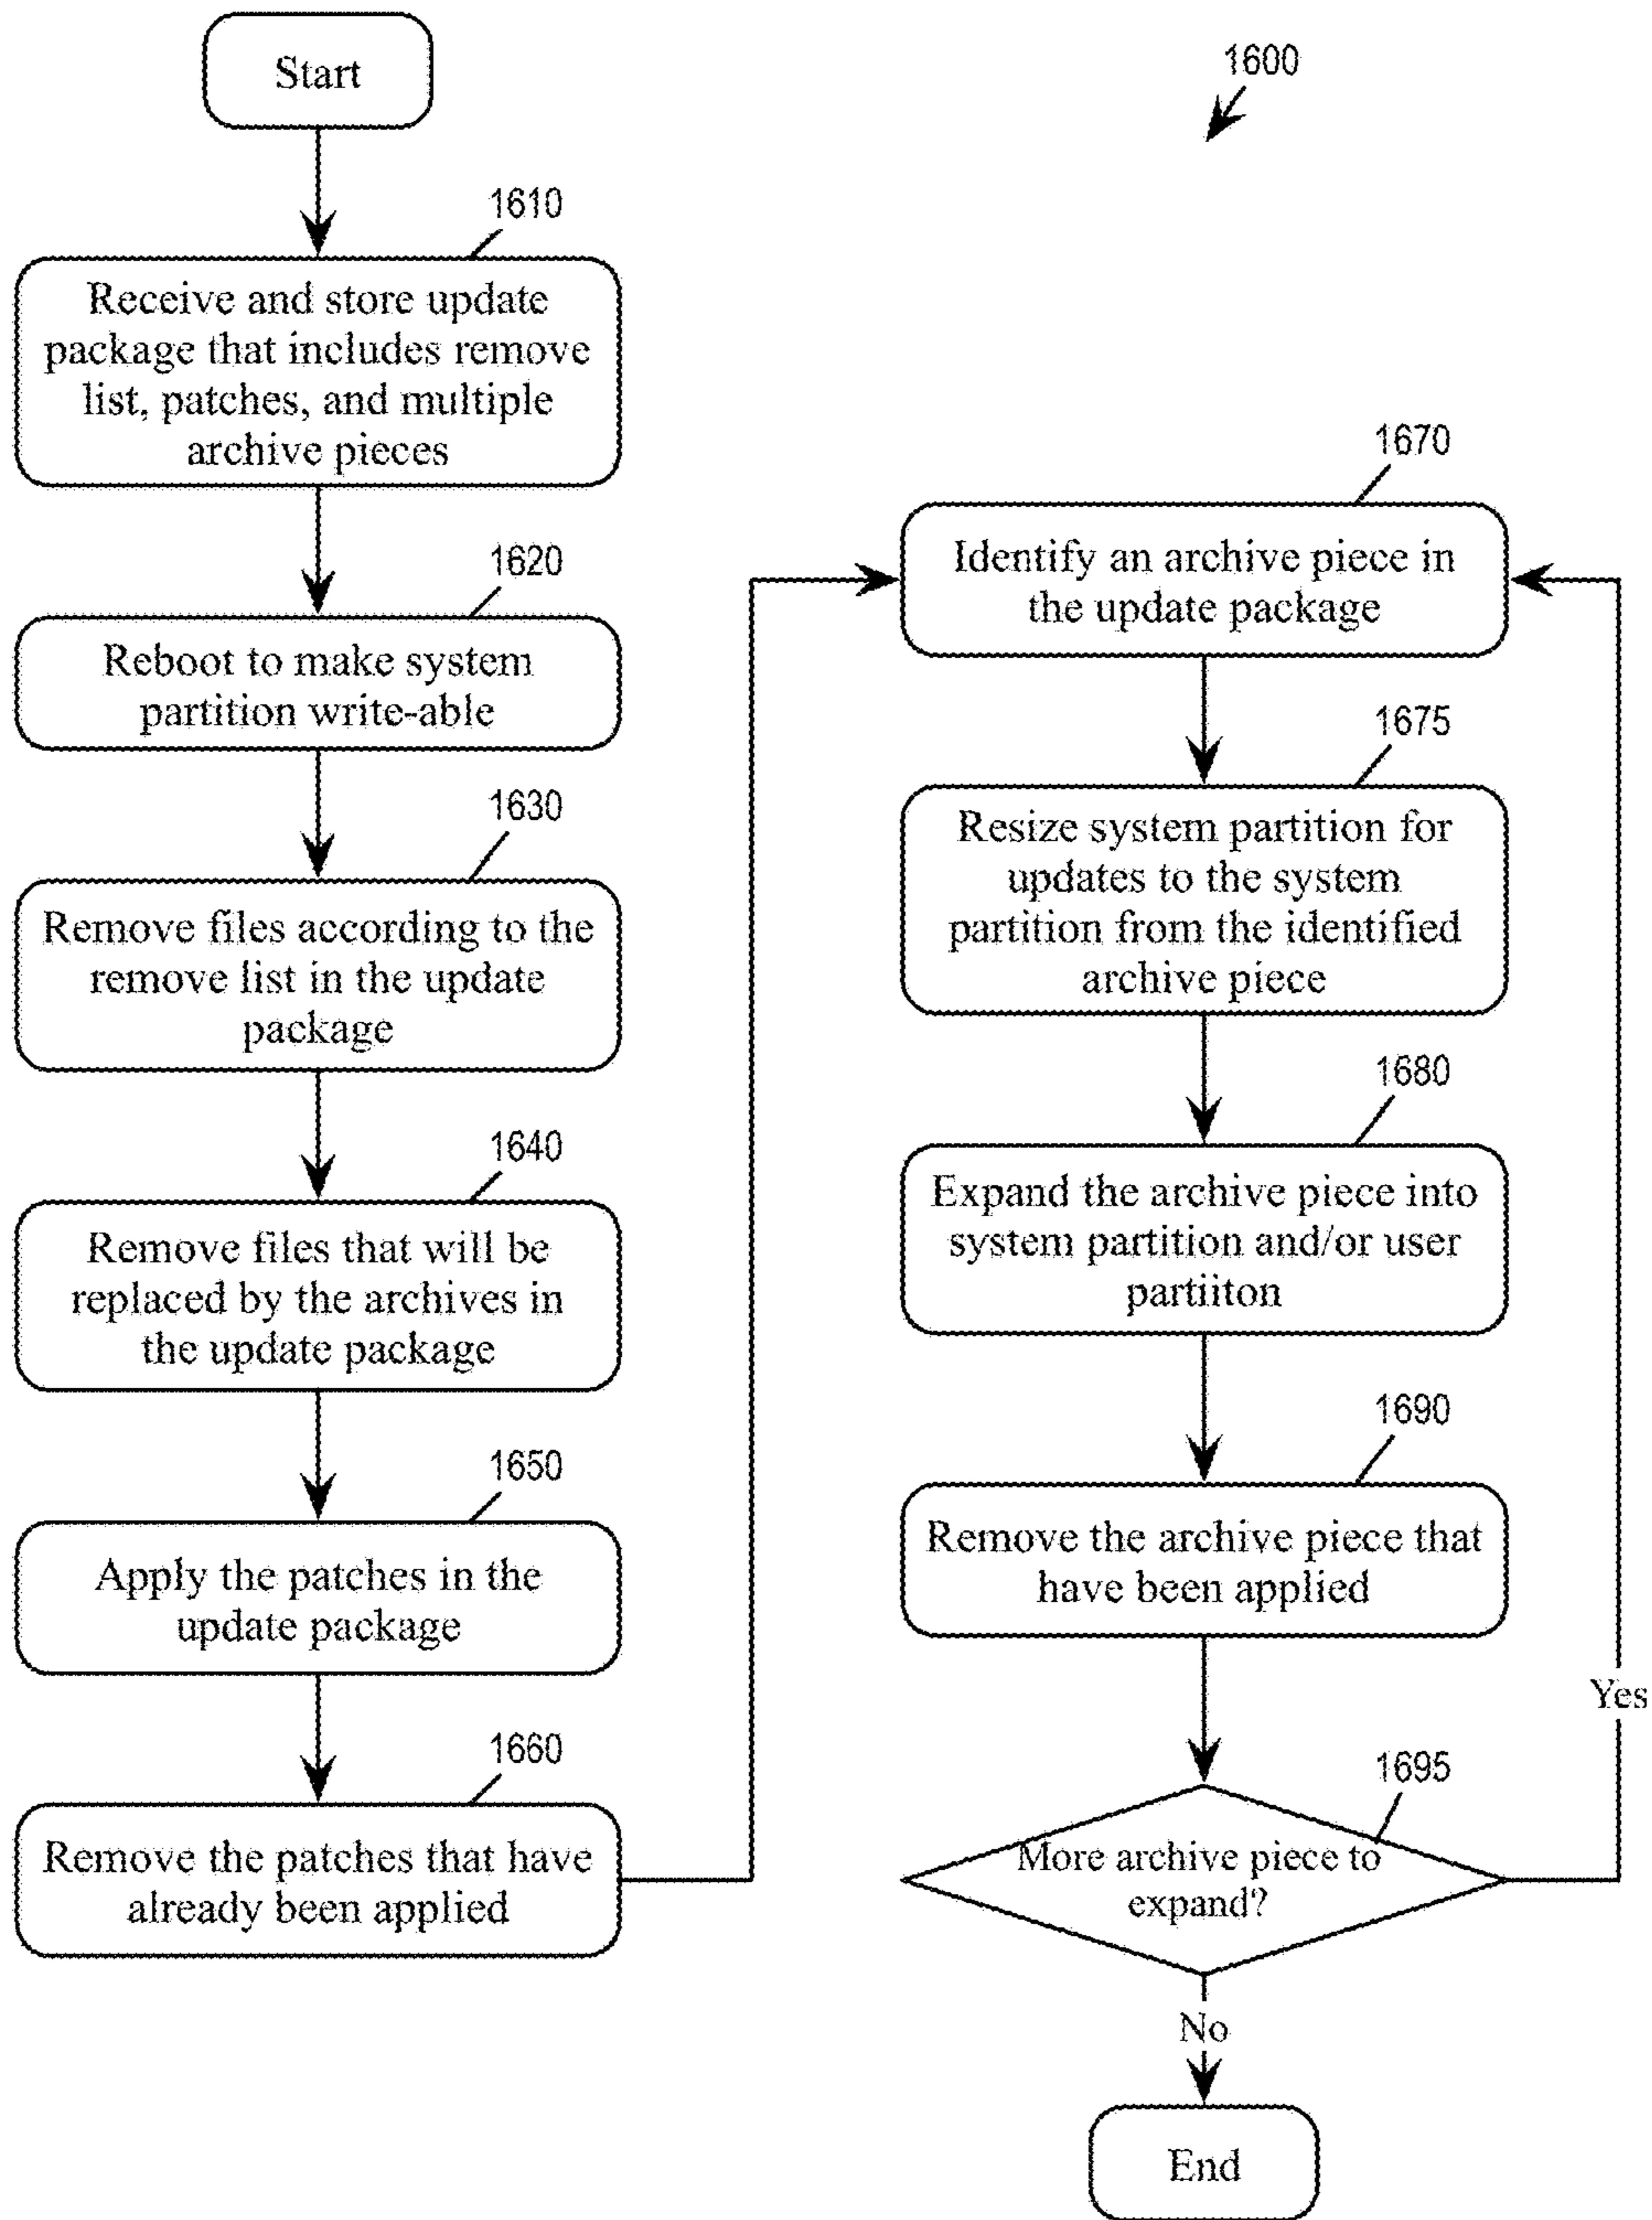 Start
1600
1610
Receive and store update
package that includes remove
list, patches, and multiple
archive pieces
1620
Reboot to make system
partition write-able
1630
Remove files according to the
remove list in the update
package
1640
Remove files that will be
replaced by the archives in
the update package
1650
Apply the patches in the
update package
1660
Remove the patches that have
already been applied
1670
Identify an archive piece in
the update package
1675
Resize system partition for
updates to the system
partition from the identified
archive piece
1680
Expand the archive piece into
system partition and/or user
partiiton
1690
Remove the archive piece that
have been applied
1695
More archive piece to
expand?
Yes
No
End